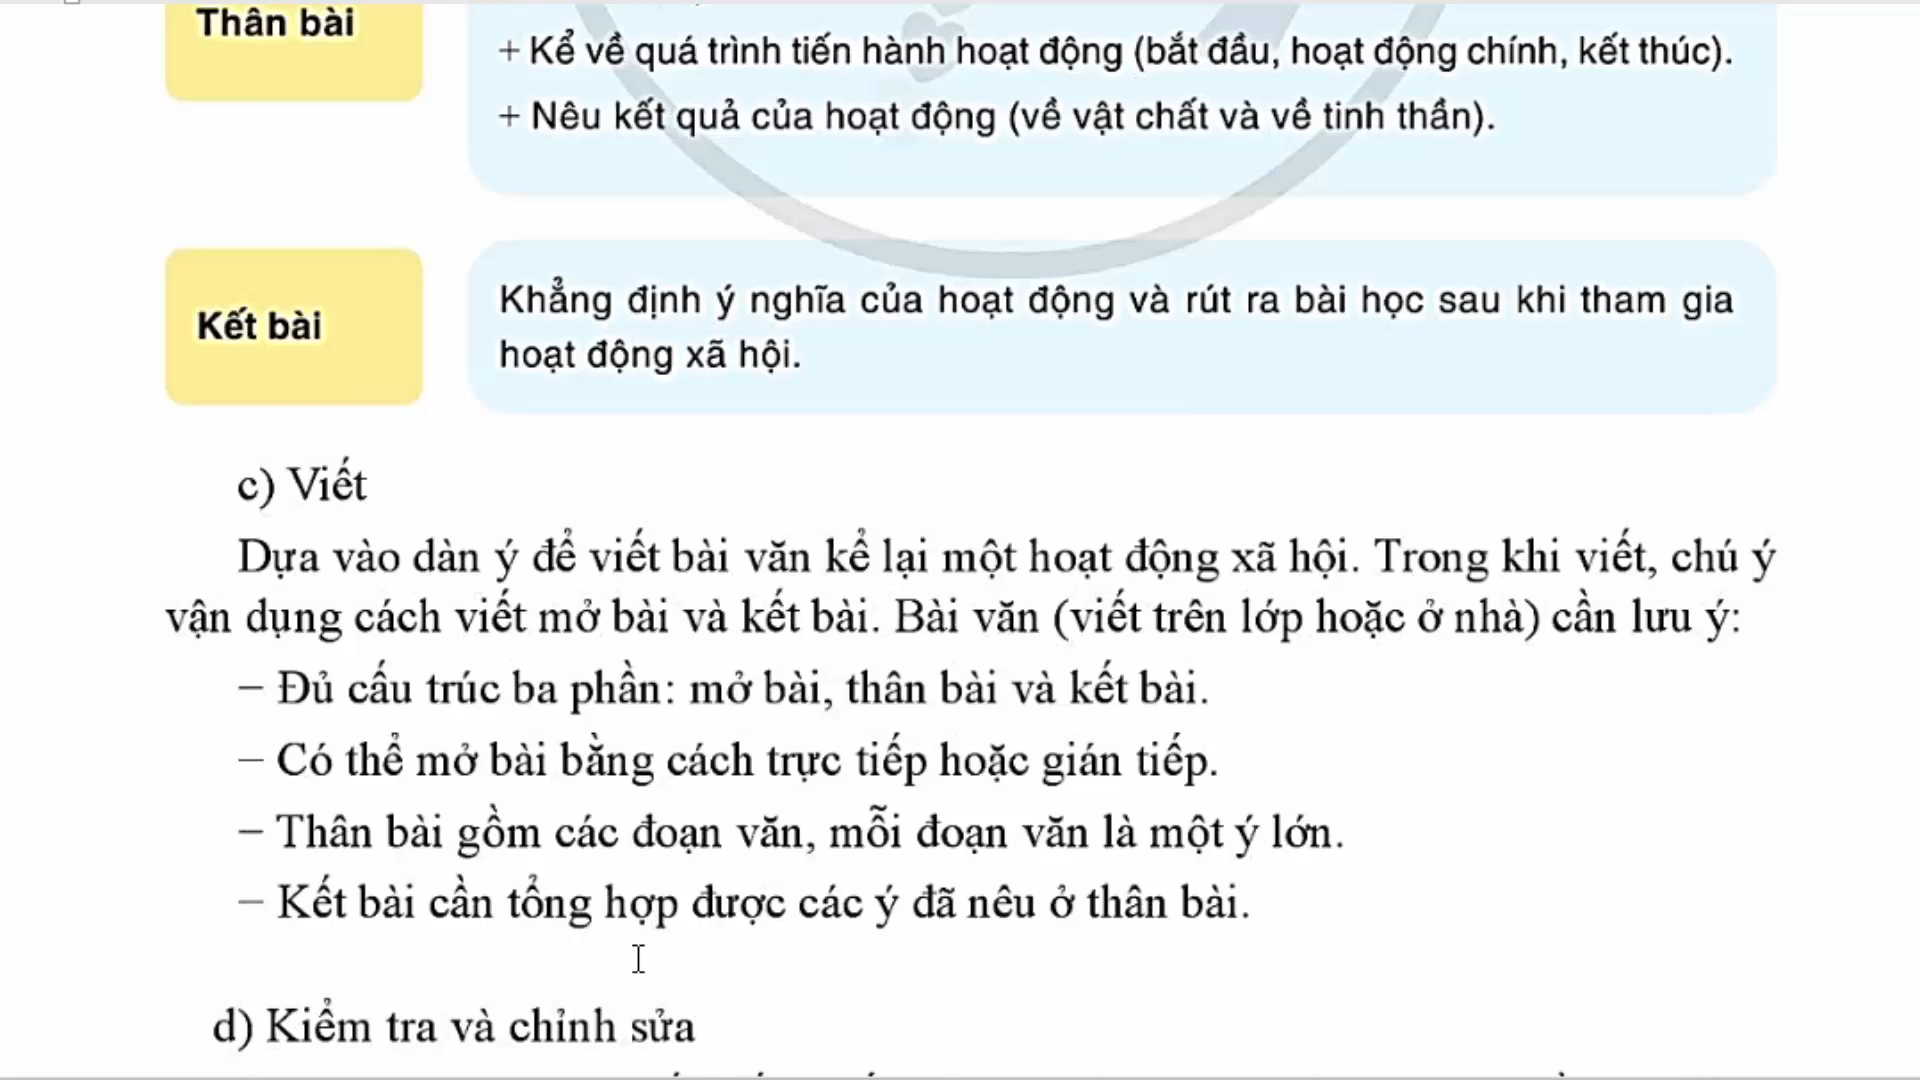 Thân bài
+ Kể về quá trình tiến hành hoạt động (bắt đầu, hoạt động chính, kết thúc).
+ Nêu kết quả của hoạt động (về vật chất và về tinh thần).
Kết bài
Khẳng định ý nghĩa của hoạt động và rút ra bài học sau khi tham gia
hoạt động xã hội.
c) Viết
Dựa vào dàn ý để viết bài văn kể lại một hoạt động xã hội. Trong khi viết, chú ý
vận dụng cách viết mở bài và kết bài. Bài văn (viết trên lớp hoặc ở nhà) cần lưu ý:
– Đủ cấu trúc ba phần: mở bài, thân bài và kết bài.
– Có thể mở bài bằng cách trực tiếp hoặc gián tiếp.
– Thân bài gồm các đoạn văn, mỗi đoạn văn là một ý lớn.
– Kết bài cần tổng hợp được các ý đã nêu ở thân bài.
d) Kiểm tra và chỉnh sửa